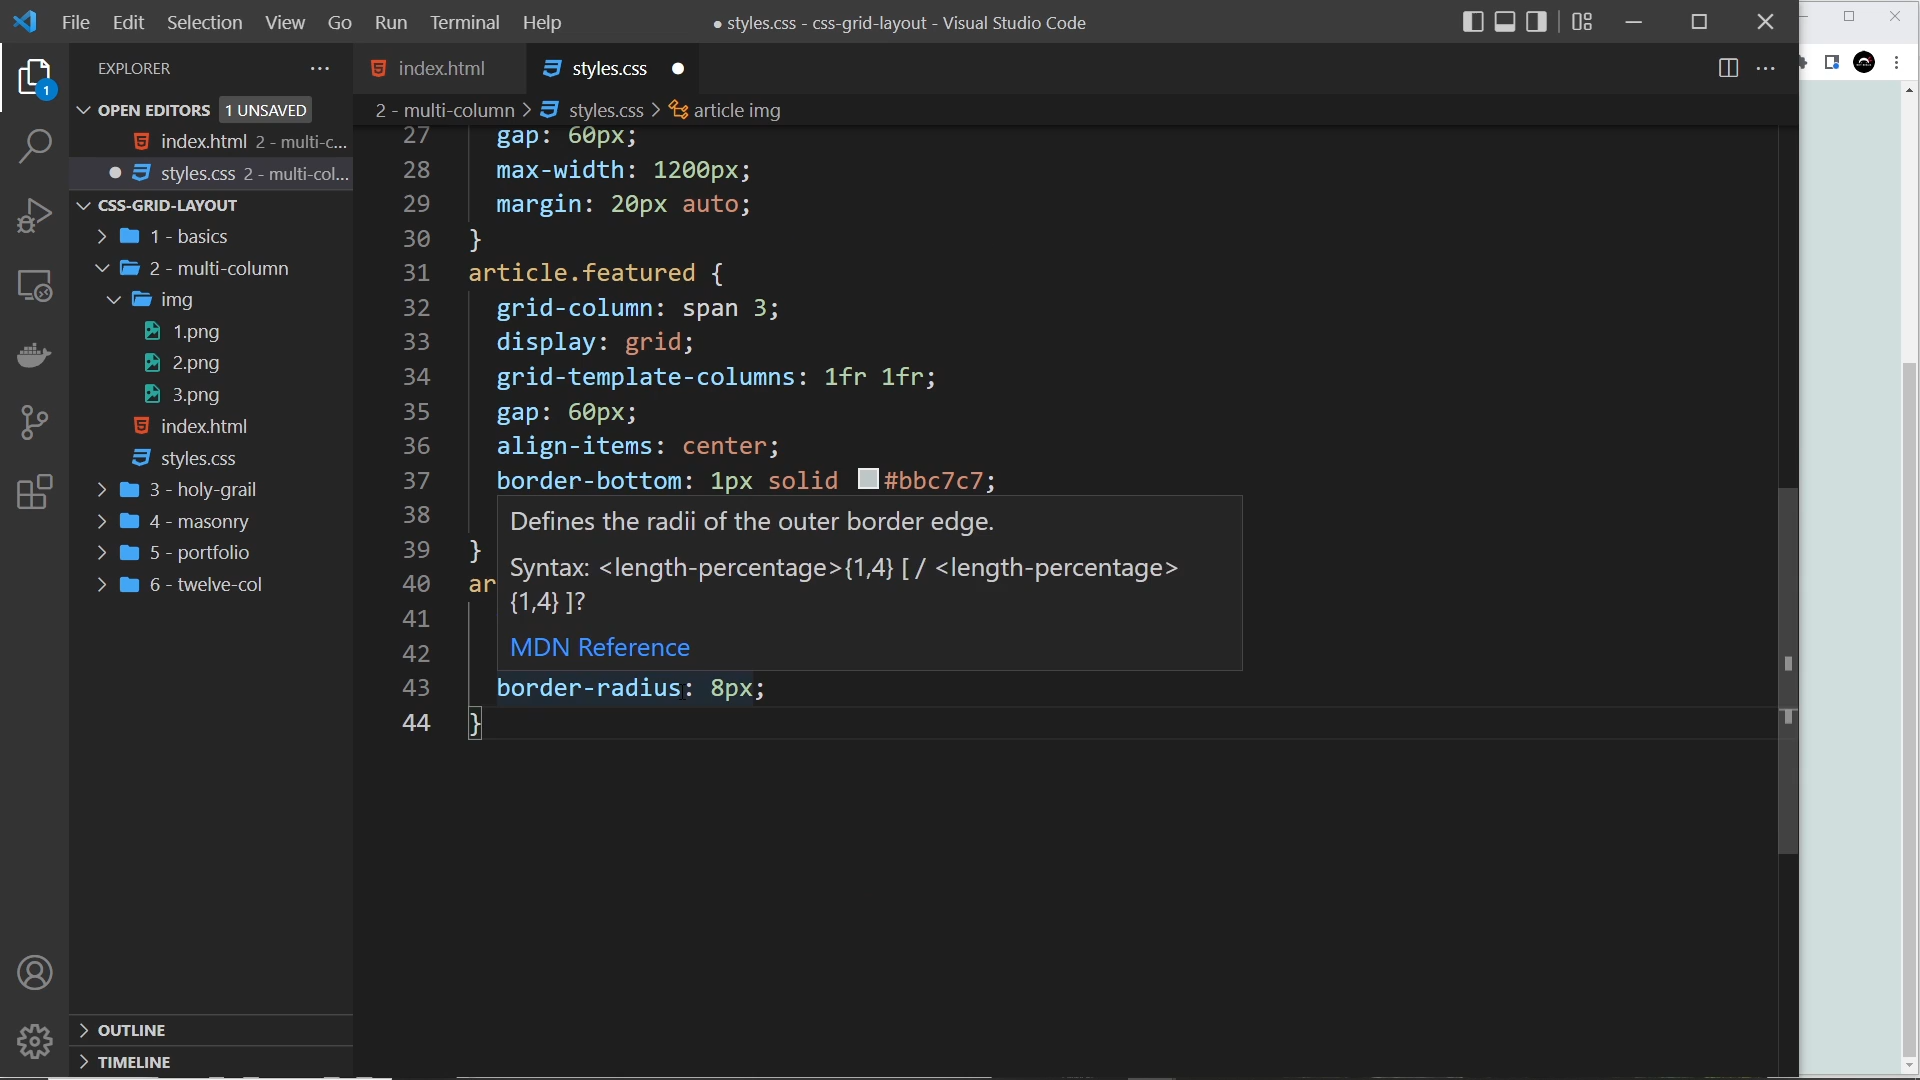 File Edit Selection View Go Run Terminal Help
● styles.css - css-grid-layout - Visual Studio Code
EXPLORER
index.html
styles.css
1
OPEN EDITORS 1 UNSAVED
2 - multi-column > styles.css > article img
index.html 2 - multi-c...
styles.css 2 - multi-col...
CSS-GRID-LAYOUT
1 - basics
2 - multi-column
img
1.png
2.png
3.png
index.html
styles.css
3 - holy-grail
4 - masonry
5 - portfolio
6 - twelve-col
OUTLINE
TIMELINE
27 gap: 60px;
28 max-width: 1200px;
29 margin: 20px auto;
30 }
31 article.featured {
32 grid-column: span 3;
33 display: grid;
34 grid-template-columns: 1fr 1fr;
35 gap: 60px;
36 align-items: center;
37 border-bottom: 1px solid #bbc7c7;
38
39 }
40 ar
41
42
43 border-radius: 8px;
44 }
Defines the radii of the outer border edge.
Syntax: <length-percentage>{1,4} [ / <length-percentage>
{1,4} ]?
MDN Reference